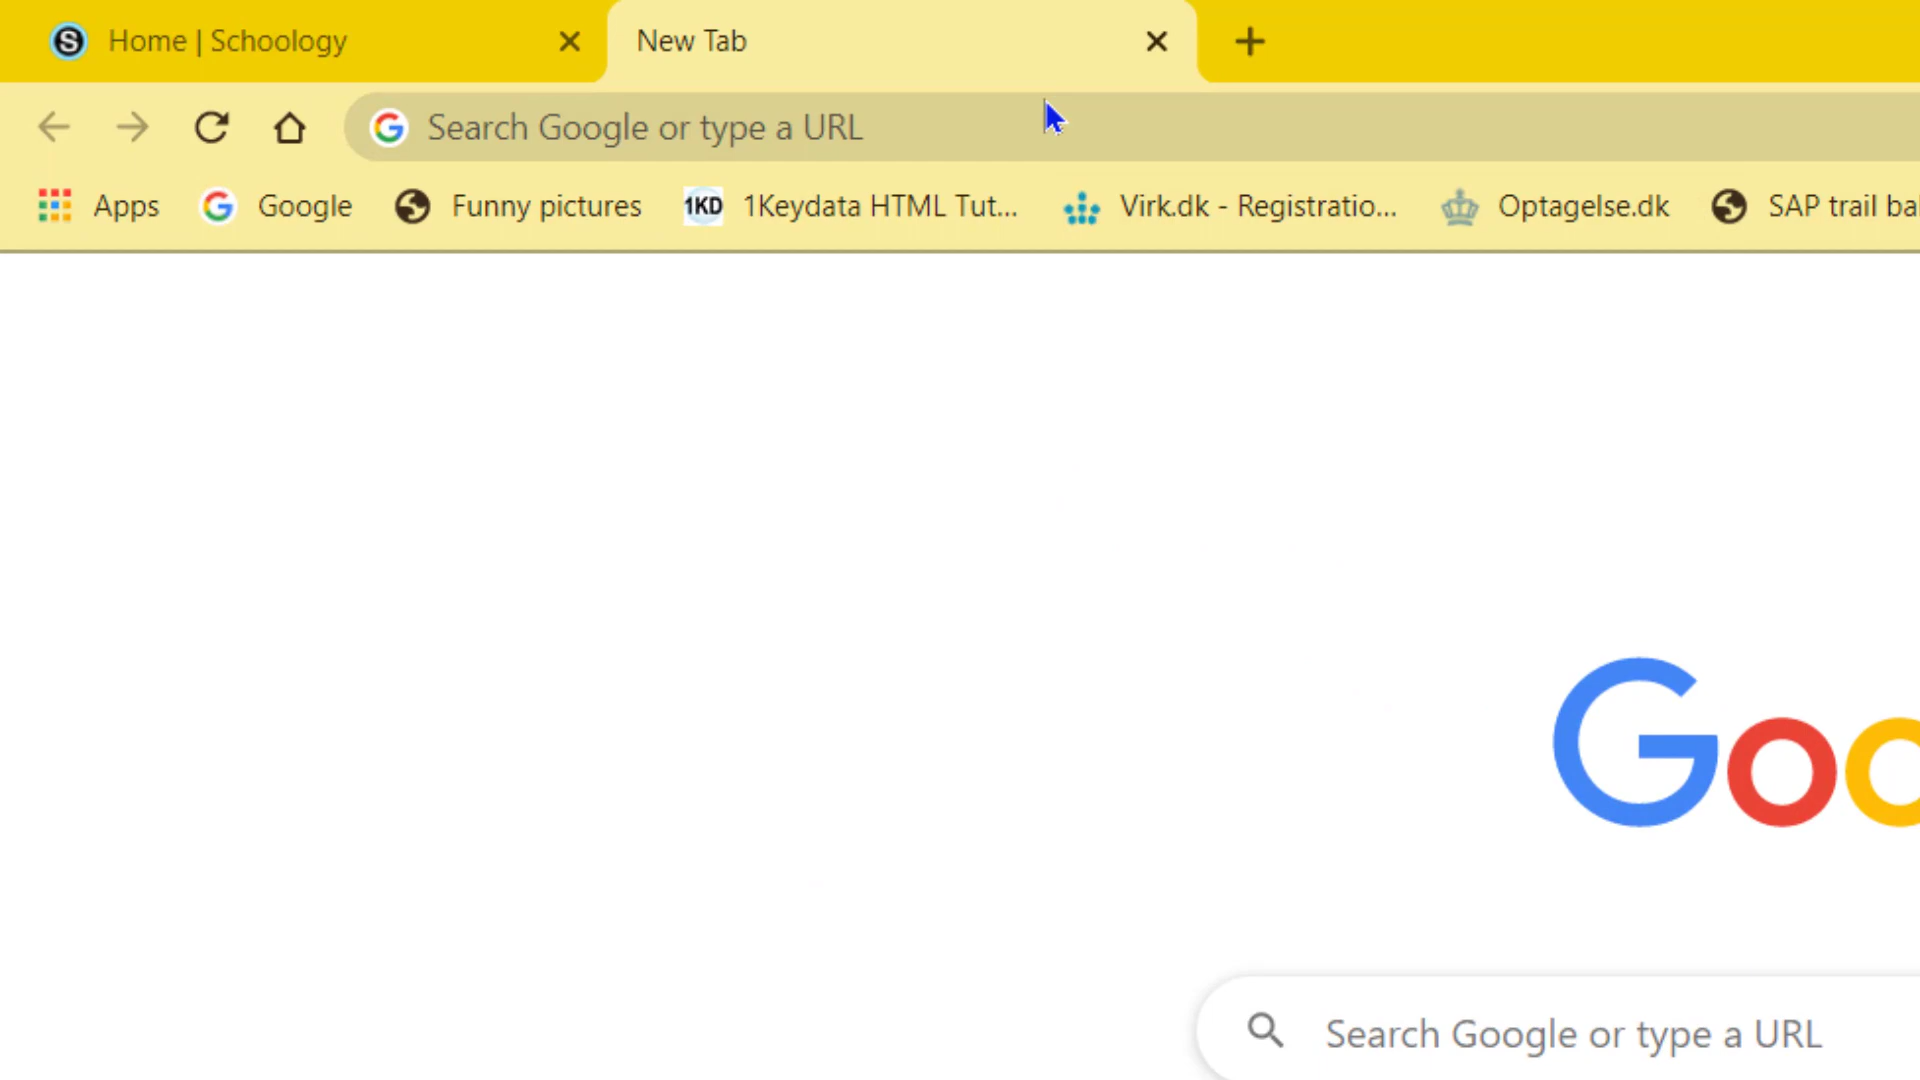 Home | Schoology
New Tab
Search Google or type a URL
Apps Google Funny pictures 1KD 1Keydata HTML Tut... Virk.dk - Registratio... Optagelse.dk SAP trail ba
Goo
Search Google or type a URL